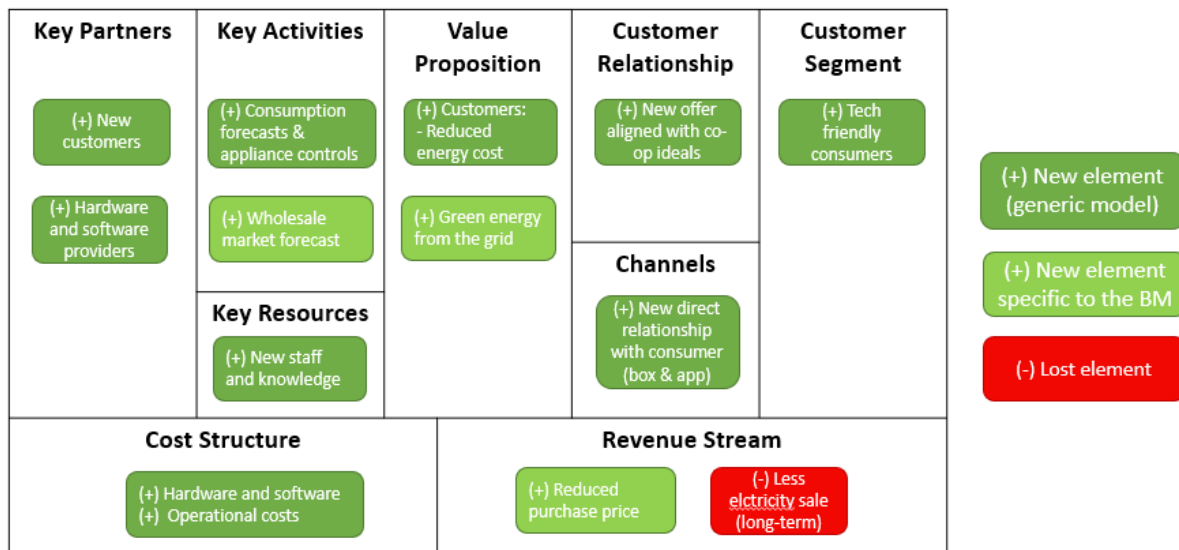 Key Partners
(+) New
customers
(+) Hardware
and software
providers
Key Activities
(+) Consumption
forecasts &
appliance controls
(+) Wholesale
market forecast
Key Resources
(+) New staff
and knowledge
Value
Proposition
(+) Customers:
- Reduced
energy cost
(+) Green energy
from the grid
Customer
Relationship
(+) New offer
aligned with co-
op ideals
Channels
(+) New direct
relationship
with consumer
(box & app)
Customer
Segment
(+) Tech
friendly
consumers
Cost Structure
(+) Hardware and software
(+) Operational costs
Revenue Stream
(+) Reduced
purchase price
(-) Less
elctricity sale
(long-term)
(+) New element
(generic model)
(+) New element
specific to the BM
(-) Lost element